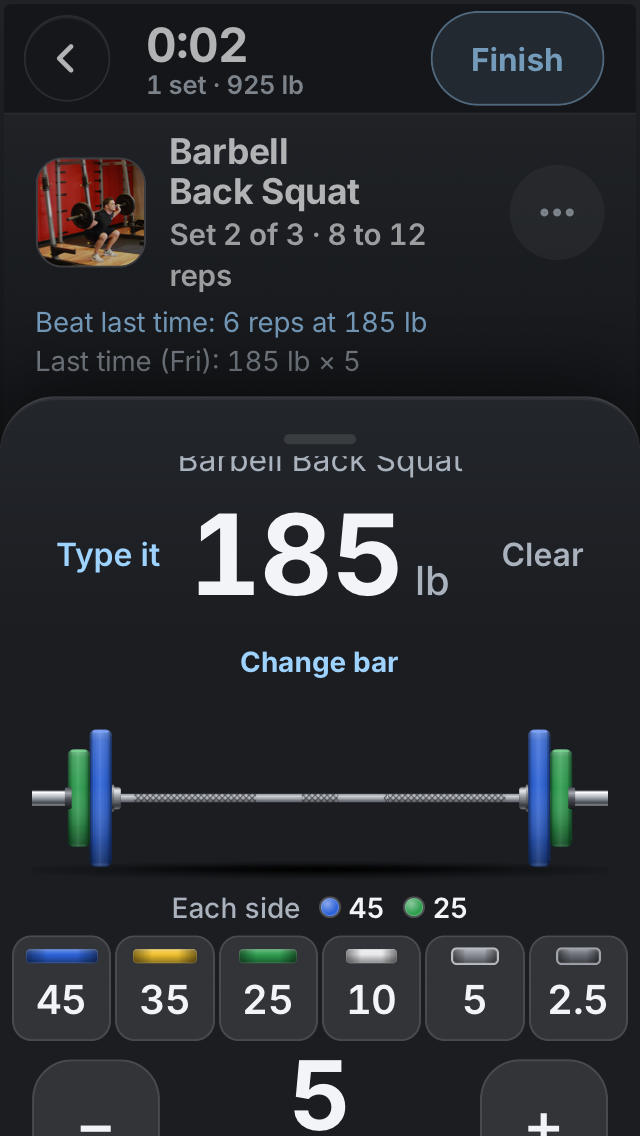 0:02
1 set · 925 lb
Finish
Barbell
Back Squat
Set 2 of 3 · 8 to 12
reps
Beat last time: 6 reps at 185 lb
Last time (Fri): 185 lb × 5
Barbell Back Squat
Type it
185 lb
Clear
Change bar
Each side 45 25
45 35 25 10 5 2.5
− 5 +